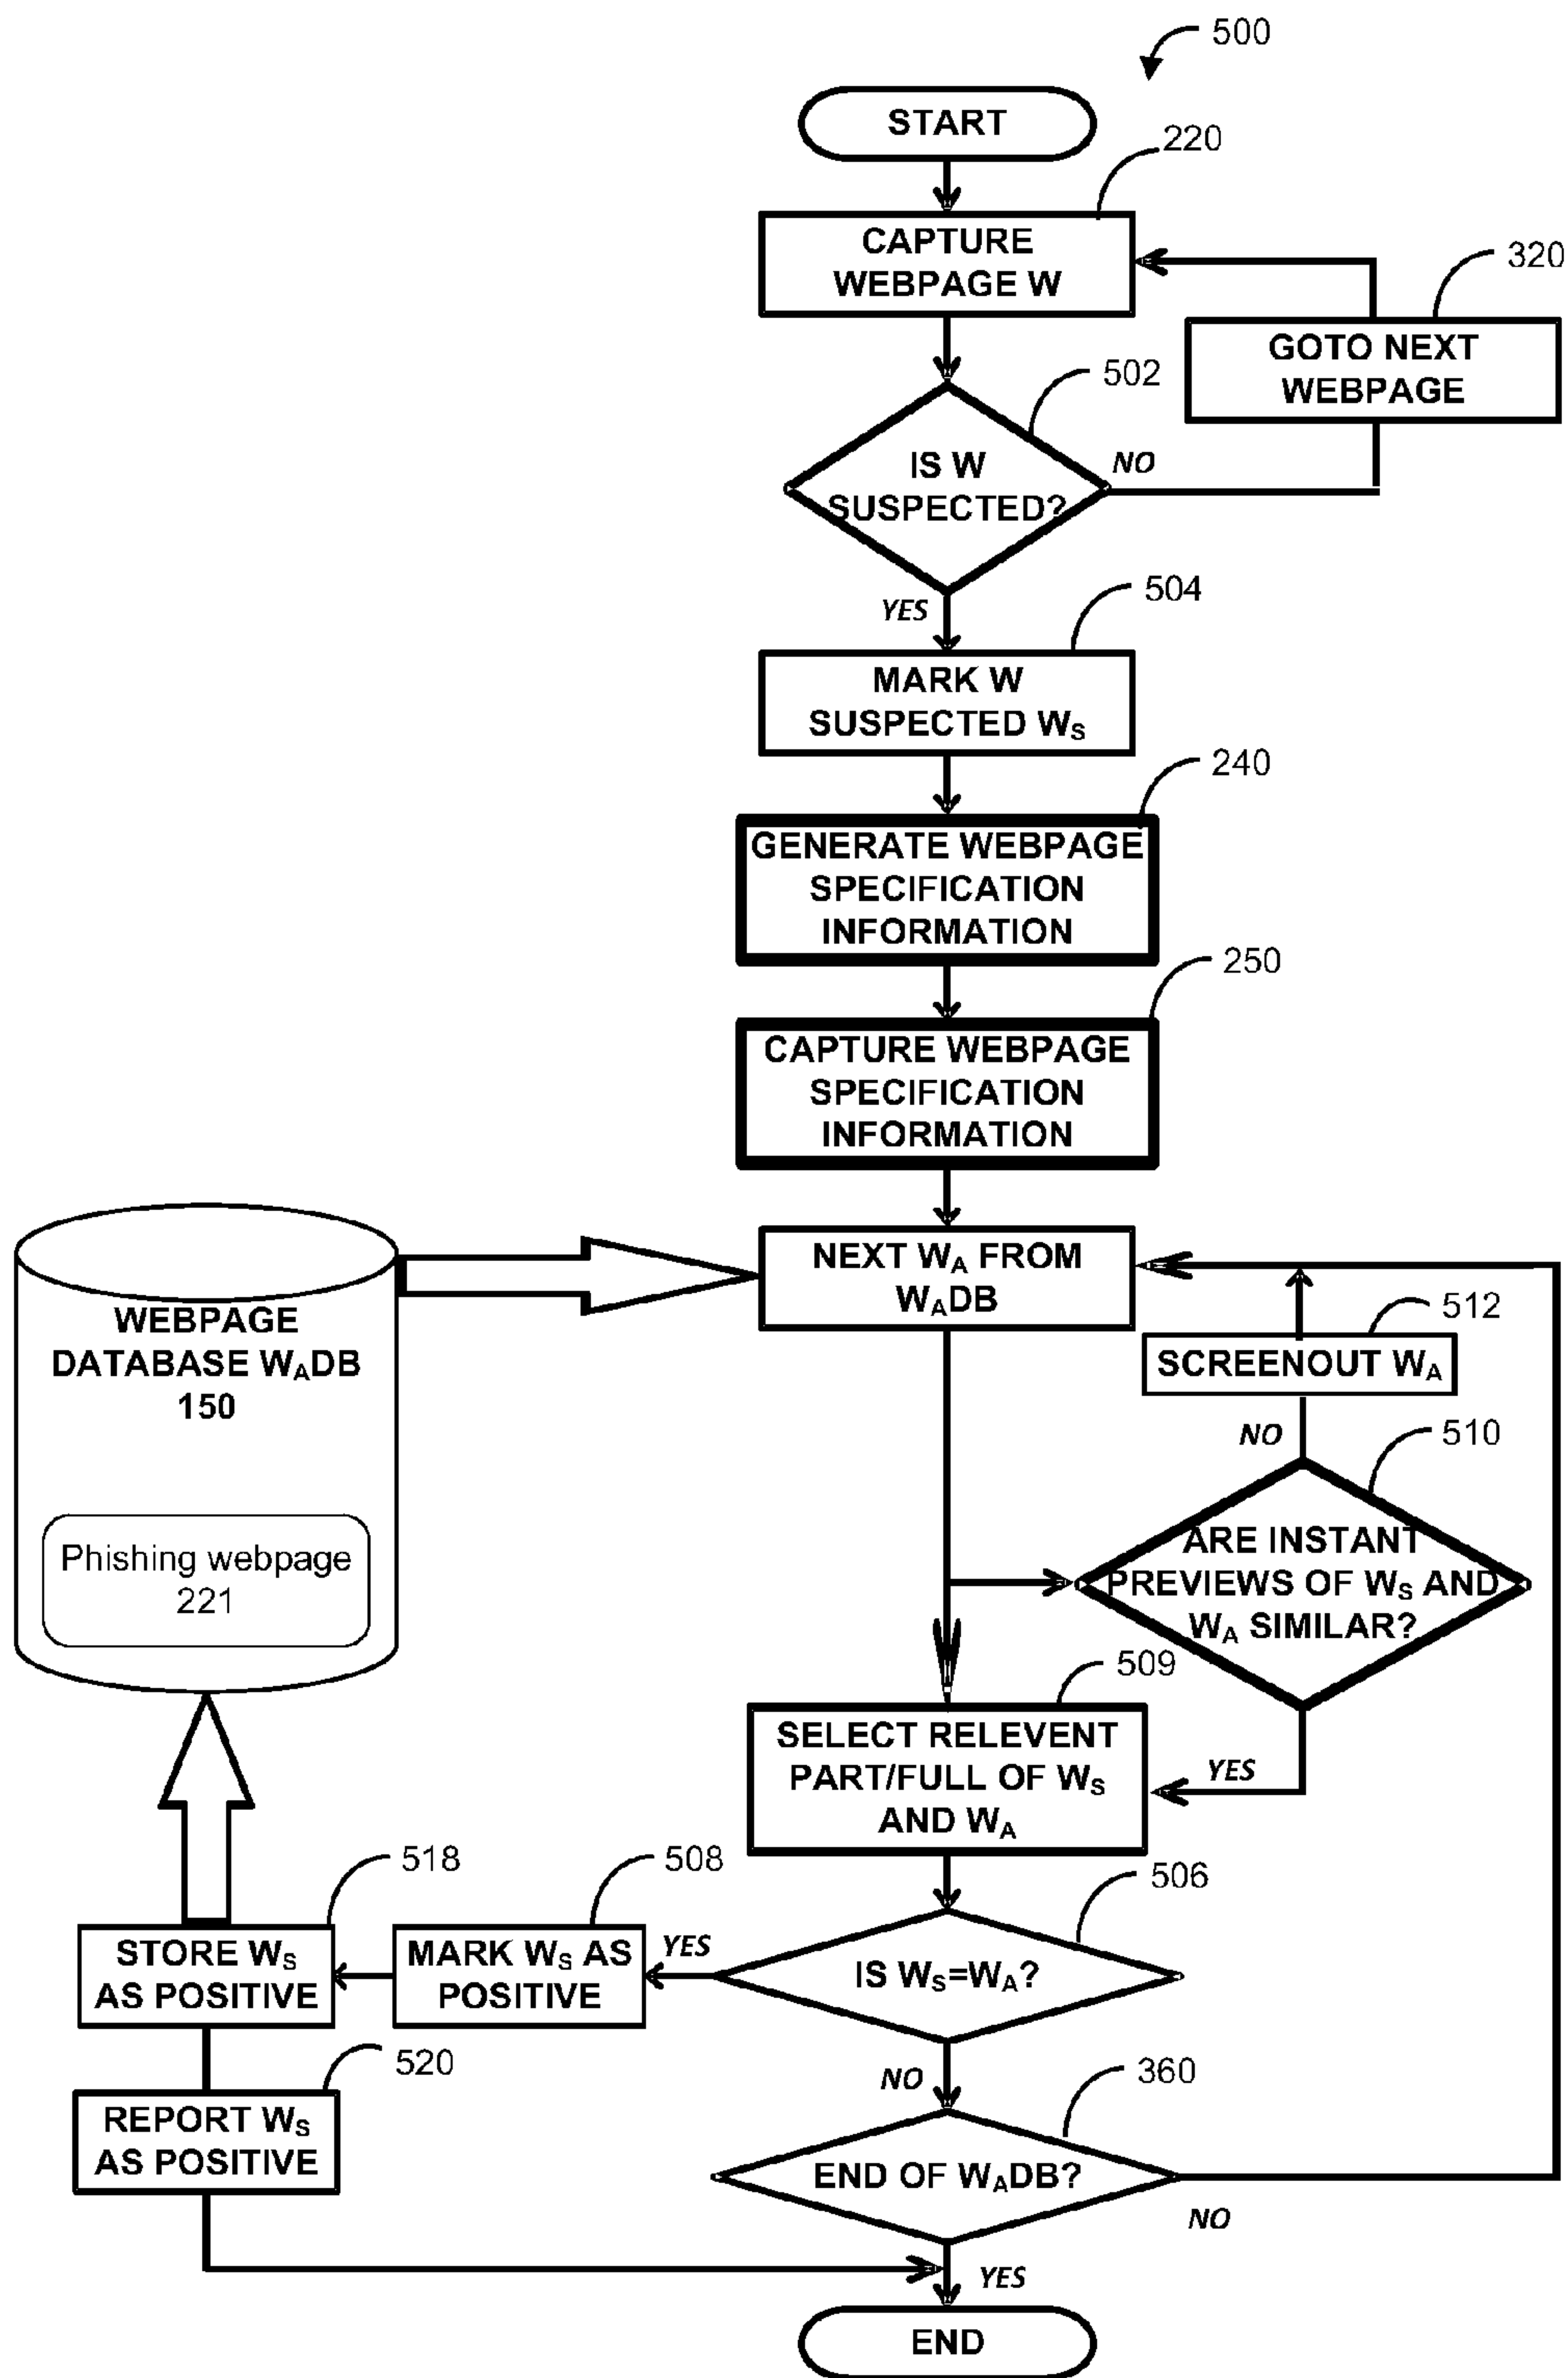 500
START
220
CAPTURE
WEBPAGE W
320
GOTO NEXT
WEBPAGE
502
IS W
SUSPECTED?
NO
YES
504
MARK W
SUSPECTED WS
240
GENERATE WEBPAGE
SPECIFICATION
INFORMATION
250
CAPTURE WEBPAGE
SPECIFICATION
INFORMATION
WEBPAGE
DATABASE WADB
150
Phishing webpage
221
NEXT WA FROM
WADB
512
SCREENOUT WA
NO
510
ARE INSTANT
PREVIEWS OF WS AND
WA SIMILAR?
YES
509
SELECT RELEVENT
PART/FULL OF WS
AND WA
506
IS WS=WA?
YES
508
MARK WS AS
POSITIVE
518
STORE WS
AS POSITIVE
520
REPORT WS
AS POSITIVE
NO
360
END OF WADB?
NO
YES
END